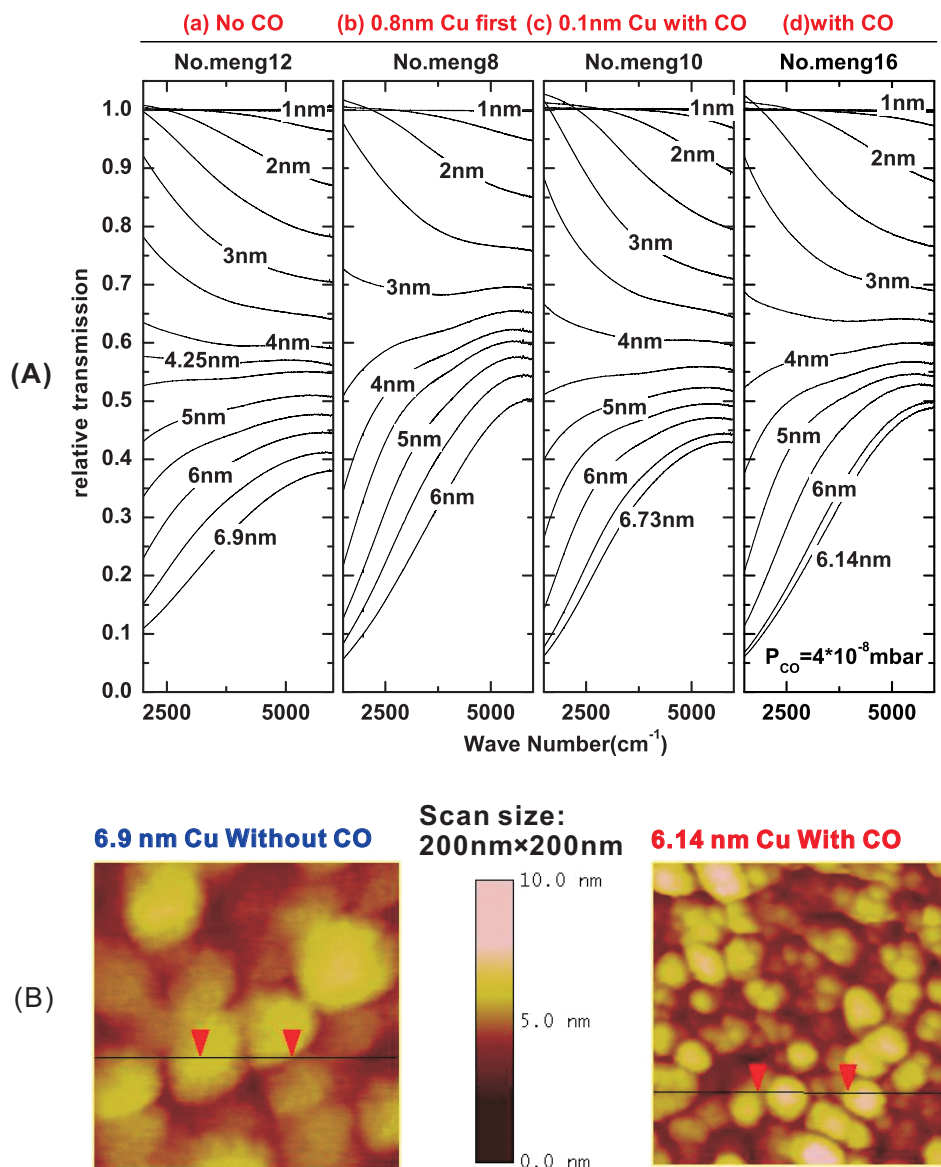 (a) No CO (b) 0.8nm Cu first (c) 0.1nm Cu with CO (d)with CO
No.meng12 No.meng8 No.meng10 No.meng16
(A)
relative transmission
1.0
0.9
0.8
0.7
0.6
0.5
0.4
0.3
0.2
0.1
0.0
1nm
2nm
3nm
4nm
4.25nm
5nm
6nm
6.9nm
1nm
2nm
3nm
4nm
5nm
6nm
1nm
2nm
3nm
4nm
5nm
6nm
6.73nm
1nm
2nm
3nm
4nm
5nm
6nm
6.14nm
PCO=4*10-8mbar
2500 5000 2500 5000 2500 5000 2500 5000
Wave Number(cm-1)
(B)
6.9 nm Cu Without CO
Scan size:
200nm×200nm
6.14 nm Cu With CO
10.0 nm
5.0 nm
0.0 nm